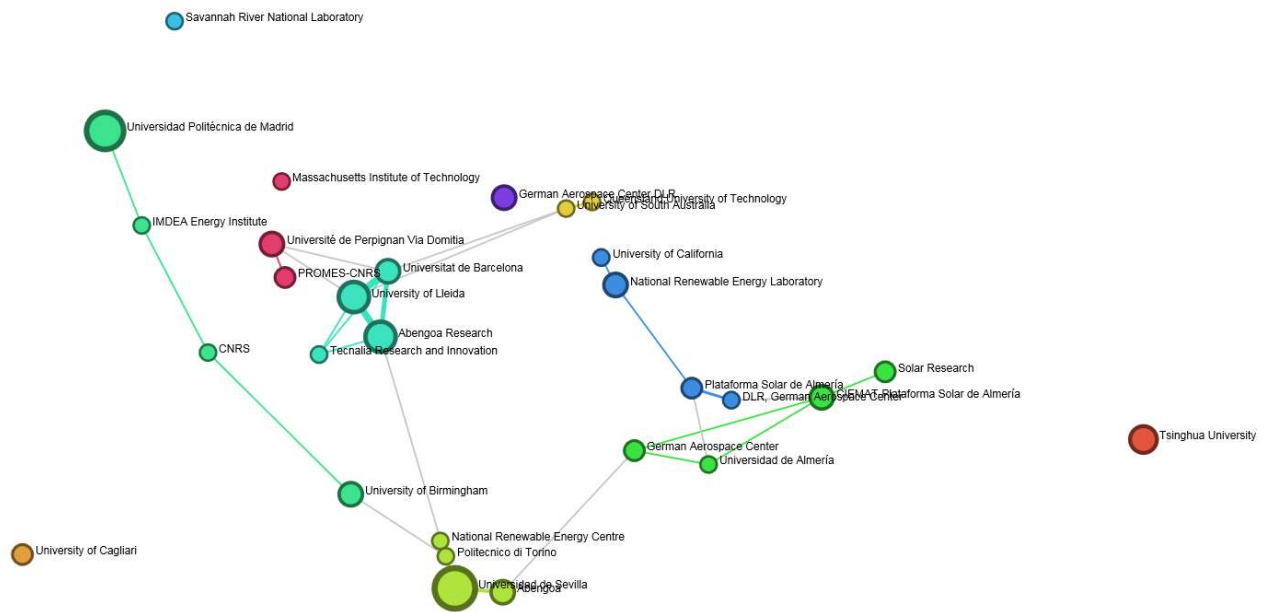 Savannah River National Laboratory
Universidad Politécnica de Madrid
Massachusetts Institute of Technology
German Aerospace Center DLR
Queensland University of Technology
University of South Australia
IMDEA Energy Institute
Université de Perpignan Via Domitia
University of California
Universitat de Barcelona
PROMES-CNRS
National Renewable Energy Laboratory
University of Lleida
Abengoa Research
CNRS
Tecnalia Research and Innovation
Solar Research
Plataforma Solar de Almería
CIEMAT-Plataforma Solar de Almería
DLR, German Aerospace Center
Tsinghua University
German Aerospace Center
Universidad de Almería
University of Birmingham
National Renewable Energy Centre
University of Cagliari
Politecnico di Torino
Universidad de Sevilla
Abengoa